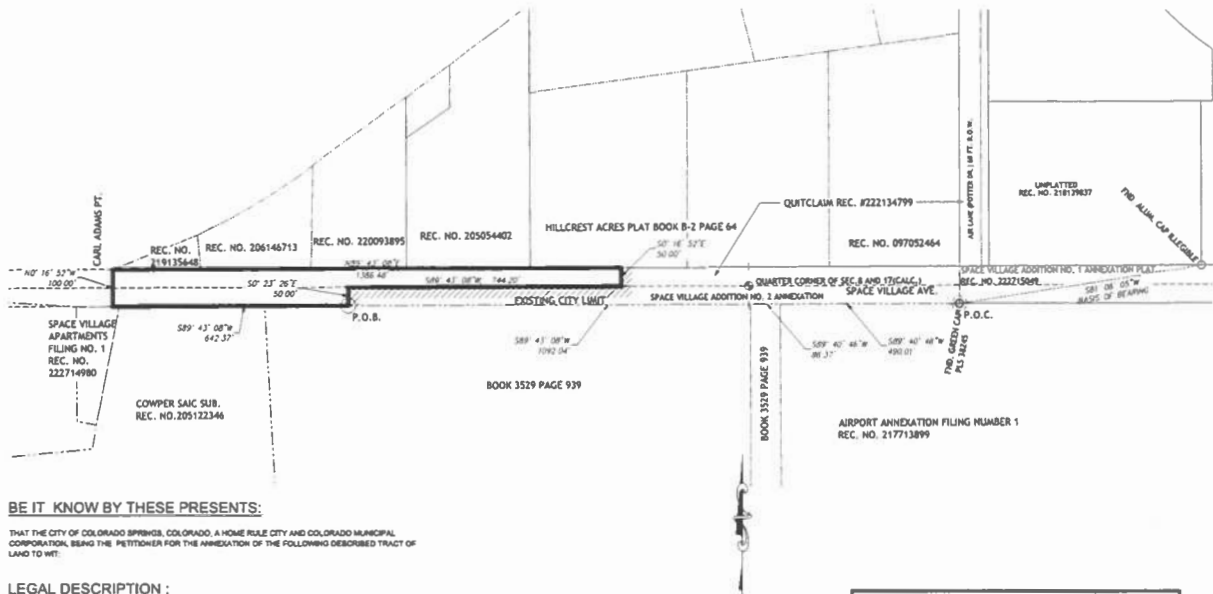 CARL ADAMS PT.
REC. NO.
219135648
REC. NO. 206146713
REC. NO. 220093895
REC. NO. 205054402
HILLCREST ACRES PLAT BOOK B-2 PAGE 64
QUITCLAIM REC. #222134799
REC. NO. 097052464
AIR LANE (POTTER DR.) 60 FT. R.O.W.
UNPLATTED
REC. NO. 218129837
FND. ALUM. CAP ILLEGIBLE
N0° 16' 52"W
100.00'
N89° 43' 08"E
1386.48'
S0° 23' 26"E
50.00'
S89° 43' 08"W, 744.20'
S0° 16' 52"E
50.00'
EXISTING CITY LIMIT
QUARTER CORNER OF SEC.8 AND 17(CALC.)
SPACE VILLAGE AVE.
SPACE VILLAGE ADDITION NO. 2 ANNEXATION
SPACE VILLAGE ADDITION NO. 1 ANNEXATION PLAT
REC. NO. 222715049
S81° 08' 05"W
BASIS OF BEARING
P.O.B.
P.O.C.
FND. GREEN CAP
PLS 38245
S89° 43' 08"W
642.37'
S89° 43' 08"W
1092.04'
S89° 40' 46"W
86.37'
S89° 40' 46"W
490.01'
SPACE VILLAGE
APARTMENTS
FILING NO. 1
REC. NO.
222714980
COWPER SAIC SUB.
REC. NO.205122346
BOOK 3529 PAGE 939
BOOK 3529 PAGE 939
AIRPORT ANNEXATION FILING NUMBER 1
REC. NO. 217713899
BE IT KNOW BY THESE PRESENTS:
THAT THE CITY OF COLORADO SPRINGS, COLORADO, A HOME RULE CITY AND COLORADO MUNICIPAL
CORPORATION, BEING THE PETITIONER FOR THE ANNEXATION OF THE FOLLOWING DESCRIBED TRACT OF
LAND TO WIT:
LEGAL DESCRIPTION :